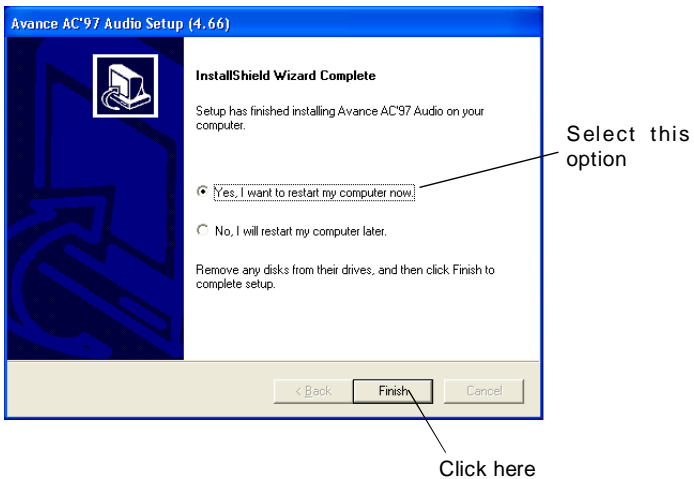 Avance AC'97 Audio Setup (4.66)
InstallShield Wizard Complete
Setup has finished installing Avance AC'97 Audio on your
computer.
Select this
option
Yes, I want to restart my computer now.
No, I will restart my computer later.
Remove any disks from their drives, and then click Finish to
complete setup.
< Back
Finish
Cancel
Click here